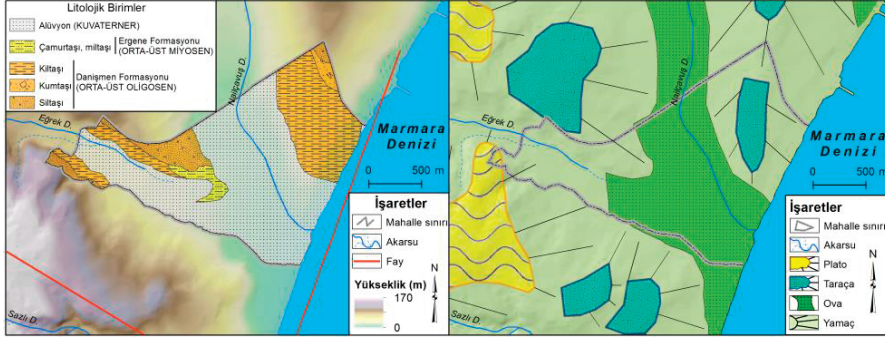 Litolojik Birimler
Alüvyon (KUVATERNER)
Çamurtaşı, miltaşı
Ergene Formasyonu
(ORTA-ÜST MİYOSEN)
Kiltaşı
Kumtaşı
Siltaşı
Danişmen Formasyonu
(ORTA-ÜST OLİGOSEN)
Nalıçavuş D.
Eğrek D.
Marmara
Denizi
0 500 m
İşaretler
Mahalle sınırı
Akarsu
Fay
Yükseklik (m)
170
0
N
Sazlı D.
Nalıçavuş D.
Eğrek D.
Marmara
Denizi
0 500 m
İşaretler
Mahalle sınırı
Akarsu
Plato
Taraça
Ova
Yamaç
N
Sazlı D.